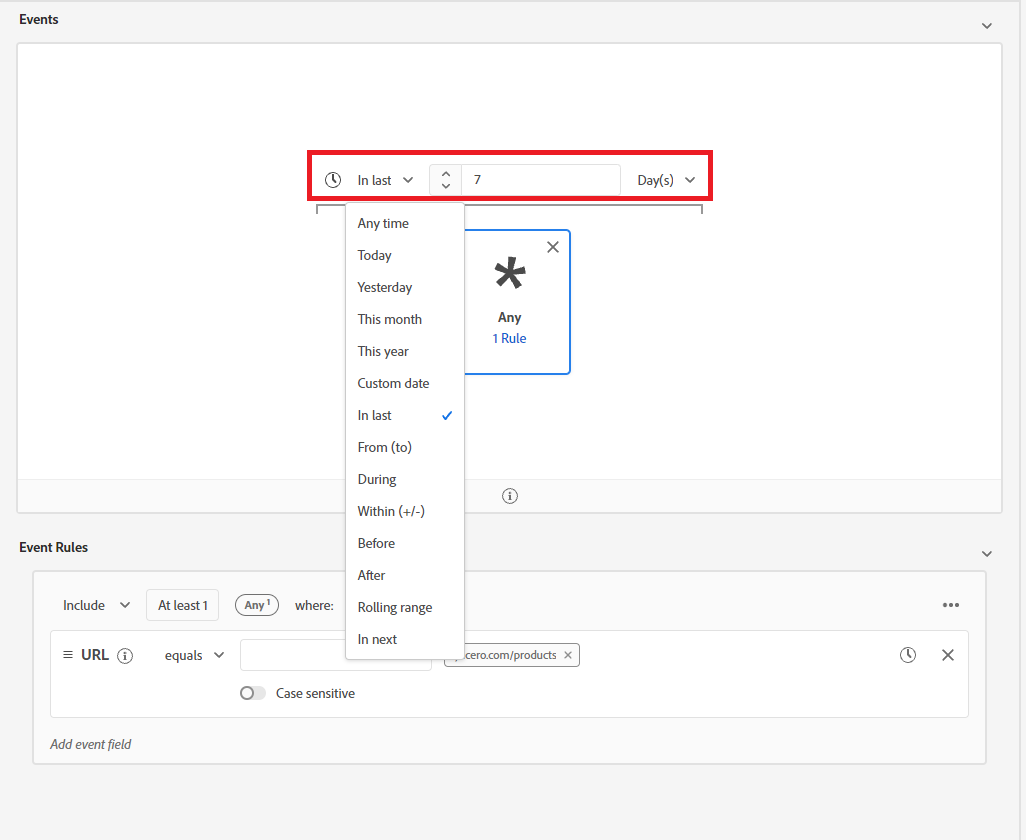 Events
In last 7 Day(s)
Any time
Today
Yesterday
This month
This year
Custom date
In last
From (to)
During
Within (+/-)
Before
After
Rolling range
In next
*
Any
1 Rule
Event Rules
Include At least 1 Any 1 where:
URL equals cero.com/products
Case sensitive
Add event field